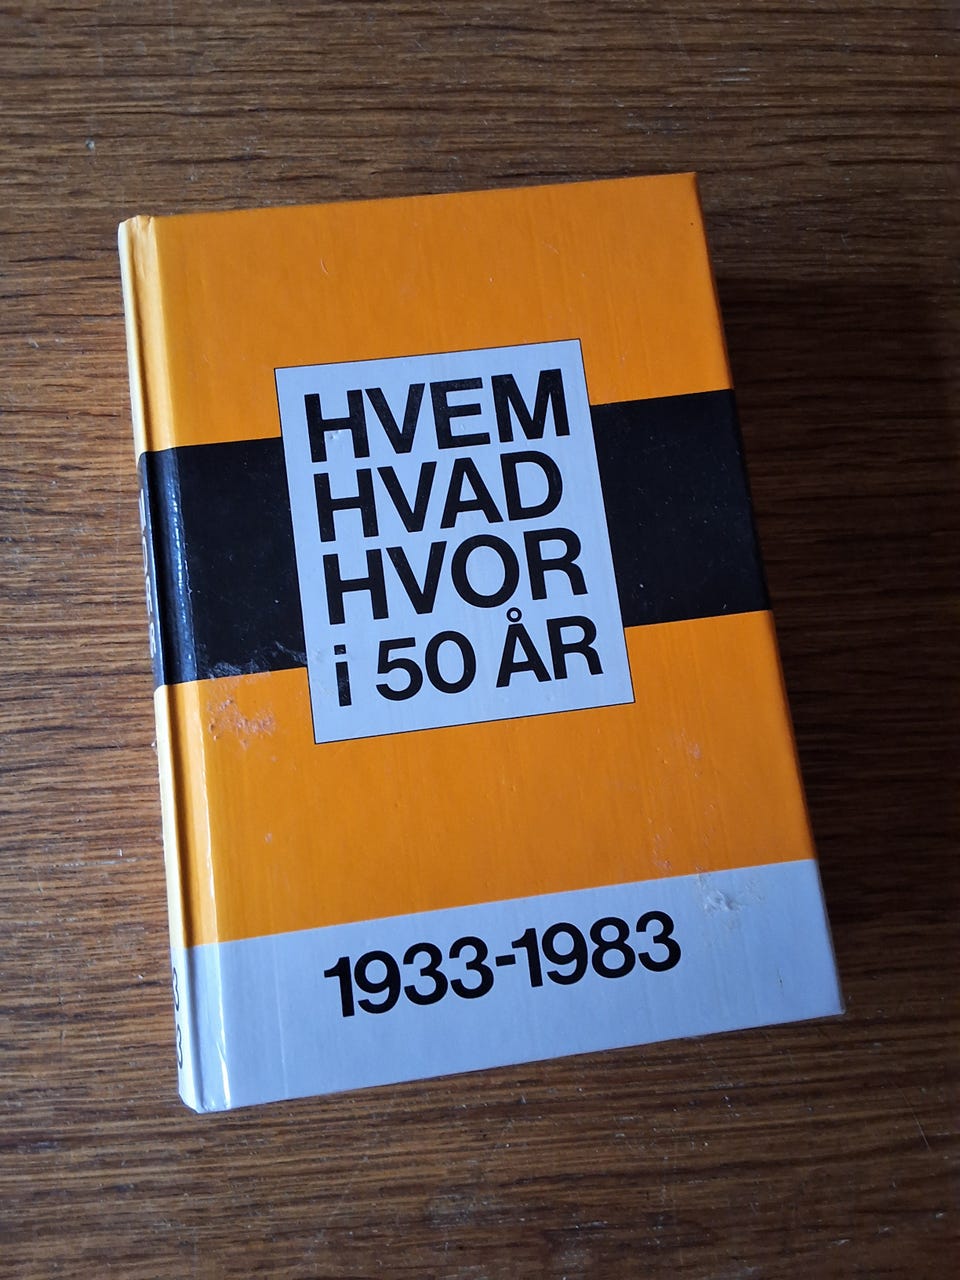 HVEM
HVAD
HVOR
i 50 ÅR
1933-1983